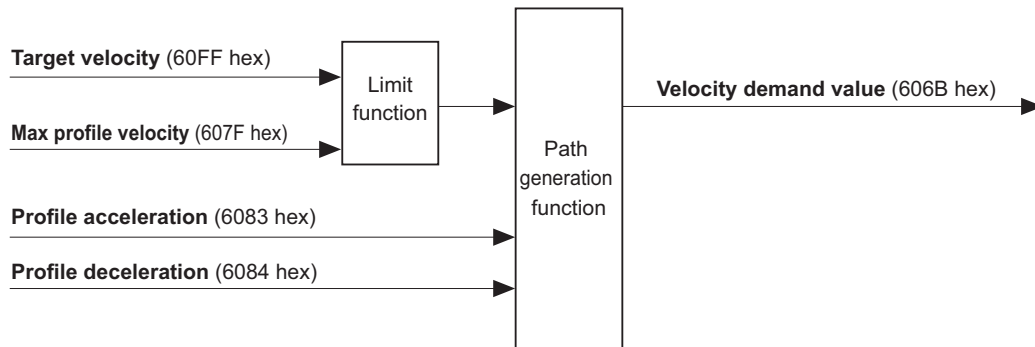 Target velocity (60FF hex)
Max profile velocity (607F hex)
Limit
function
Profile acceleration (6083 hex)
Profile deceleration (6084 hex)
Path
generation
function
Velocity demand value (606B hex)